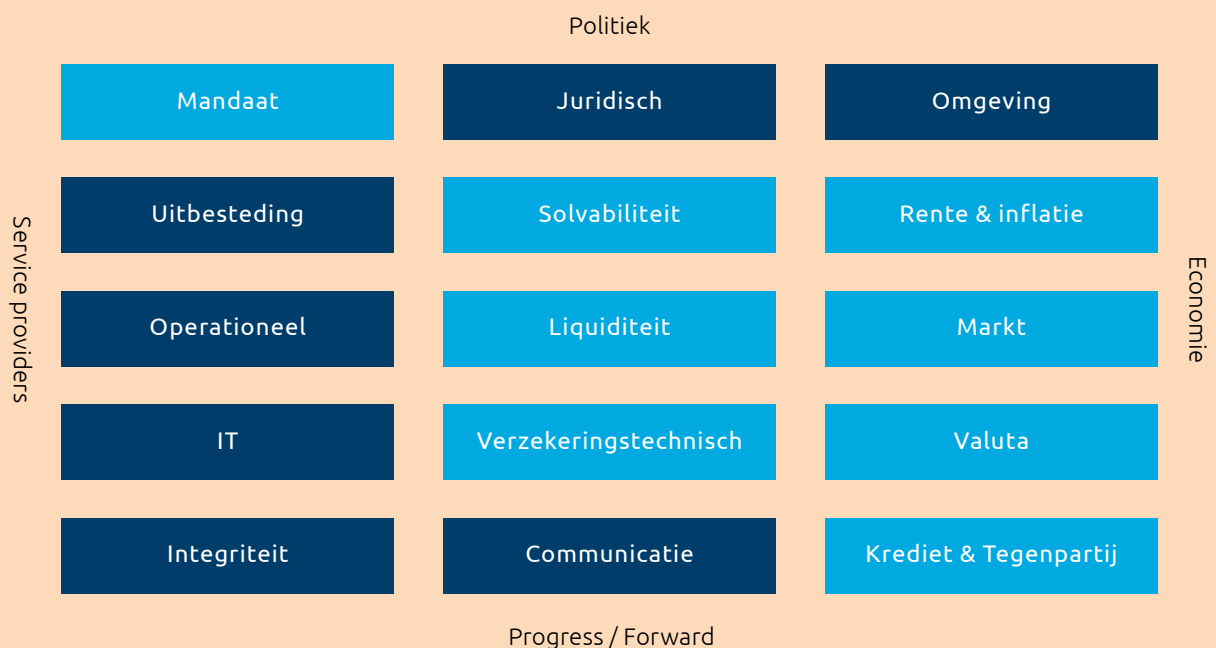 Politiek
Mandaat
Juridisch
Omgeving
Uitbesteding
Solvabiliteit
Rente & inflatie
Service providers
Economie
Operationeel
Liquiditeit
Markt
IT
Verzekeringstechnisch
Valuta
Integriteit
Communicatie
Krediet & Tegenpartij
Progress / Forward